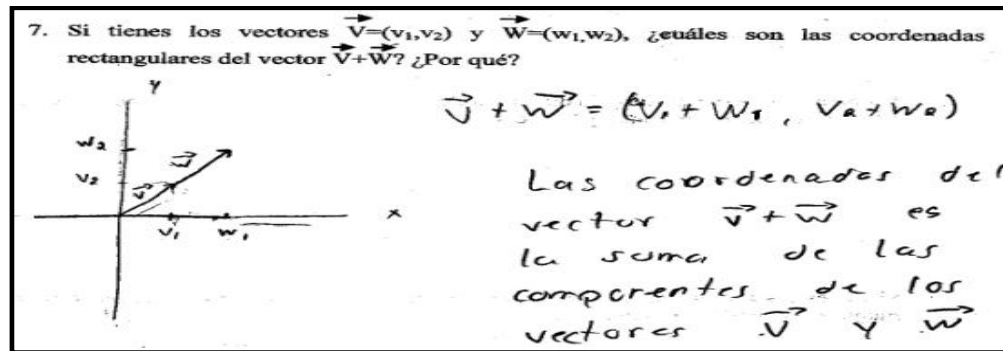 7. Si tienes los vectores V=(v₁,v₂) y W=(w₁,w₂), ¿cuáles son las coordenadas
rectangulares del vector V+W? ¿Por qué?
y
v⃗ + w⃗ = (V₁ + W₁, V₂ + W₂)
w₂
w⃗
v₂
v⃗
Las coordenadas del
x
v₁ w₁
vector v⃗ + w⃗ es
la suma de las
componentes de los
vectores v⃗ y w⃗